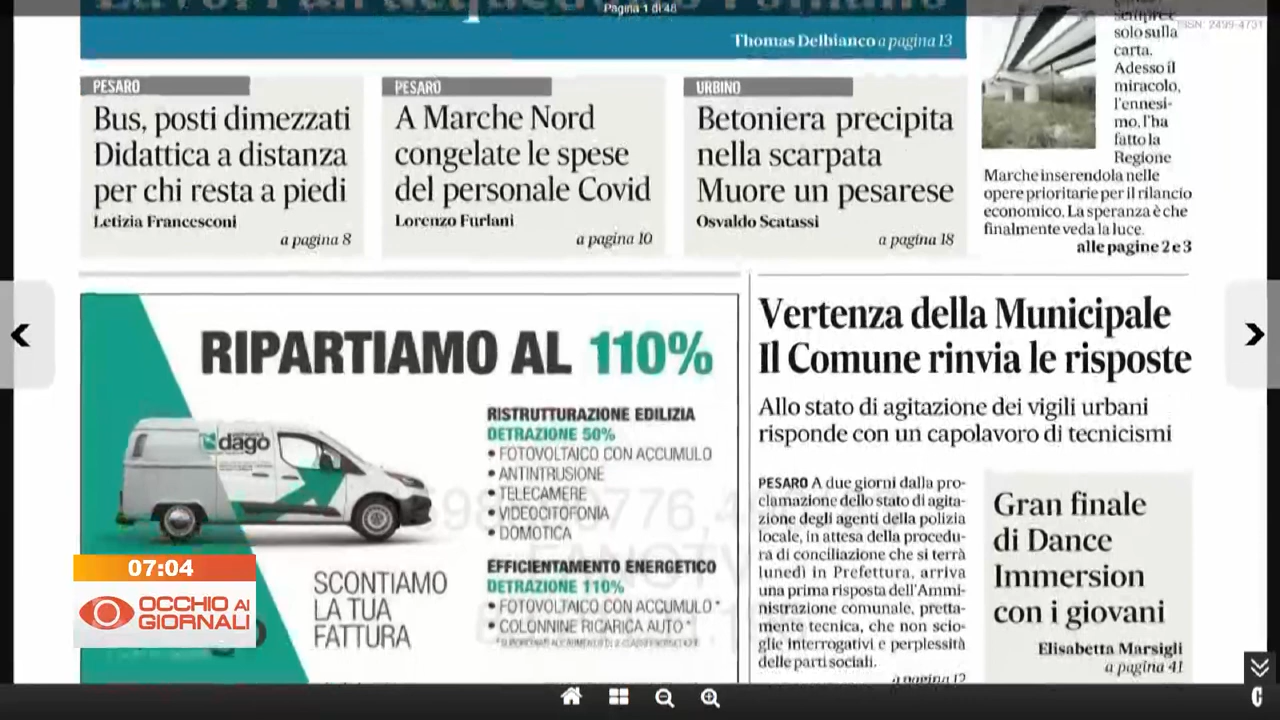 Pagina 1 di 48
ISSN: 2499-4731
Thomas Delbianco a pagina 13
PESARO
Bus, posti dimezzati
Didattica a distanza
per chi resta a piedi
Letizia Francesconi
a pagina 8
PESARO
A Marche Nord
congelate le spese
del personale Covid
Lorenzo Furlani
a pagina 10
URBINO
Betoniera precipita
nella scarpata
Muore un pesarese
Osvaldo Scatassi
a pagina 18
solo sulla
carta.
Adesso il
miracolo,
l'ennesi-
mo, l'ha
fatto la
Regione
Marche inserendola nelle
opere prioritarie per il rilancio
economico. La speranza è che
finalmente veda la luce.
alle pagine 2 e 3
RIPARTIAMO AL 110%
dago
RISTRUTTURAZIONE EDILIZIA
DETRAZIONE 50%
• FOTOVOLTAICO CON ACCUMULO
• ANTINTRUSIONE
• TELECAMERE
• VIDEOCITOFONIA
• DOMOTICA
EFFICIENTAMENTO ENERGETICO
DETRAZIONE 110%
• FOTOVOLTAICO CON ACCUMULO*
• COLONNINE RICARICA AUTO*
SCONTIAMO
LA TUA
FATTURA
Vertenza della Municipale
Il Comune rinvia le risposte
Allo stato di agitazione dei vigili urbani
risponde con un capolavoro di tecnicismi
PESARO A due giorni dalla pro-
clamazione dello stato di agita-
zione degli agenti della polizia
locale, in attesa della procedu-
ra di conciliazione che si terrà
lunedì in Prefettura, arriva
una prima risposta dell'Ammi-
nistrazione comunale, pretta-
mente tecnica, che non scio-
glie interrogativi e perplessità
delle parti sociali.
a pagina 12
Gran finale
di Dance
Immersion
con i giovani
Elisabetta Marsigli
a pagina 41
07:04
OCCHIO AI
GIORNALI